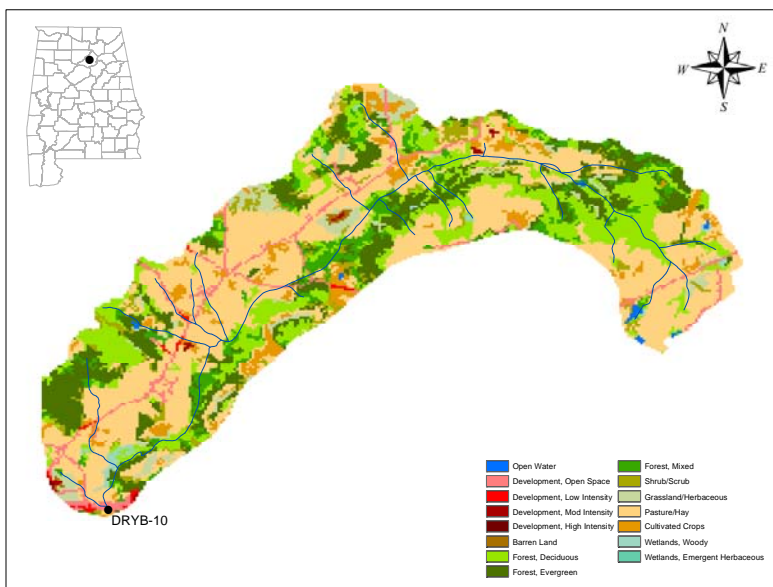 N
W E
S
DRYB-10
Open Water
Development, Open Space
Development, Low Intensity
Development, Mod Intensity
Development, High Intensity
Barren Land
Forest, Deciduous
Forest, Evergreen
Forest, Mixed
Shrub/Scrub
Grassland/Herbaceous
Pasture/Hay
Cultivated Crops
Wetlands, Woody
Wetlands, Emergent Herbaceous